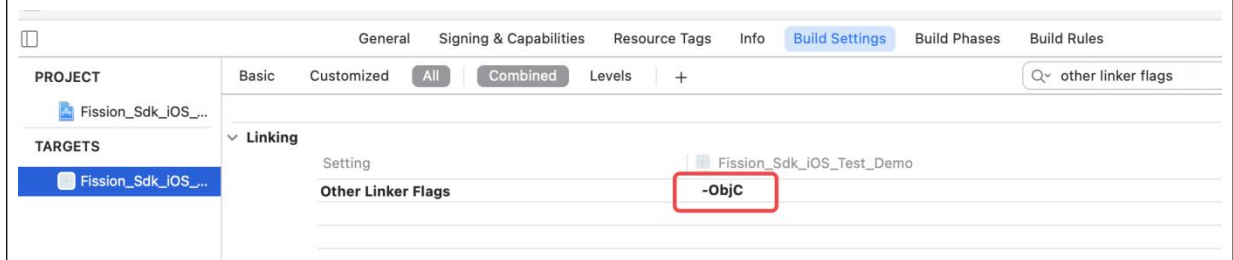 General Signing & Capabilities Resource Tags Info Build Settings Build Phases Build Rules
PROJECT
Basic Customized All Combined Levels + other linker flags
Fission_Sdk_iOS_...
TARGETS
Linking
Setting Fission_Sdk_iOS_Test_Demo
Fission_Sdk_iOS_...
Other Linker Flags -ObjC